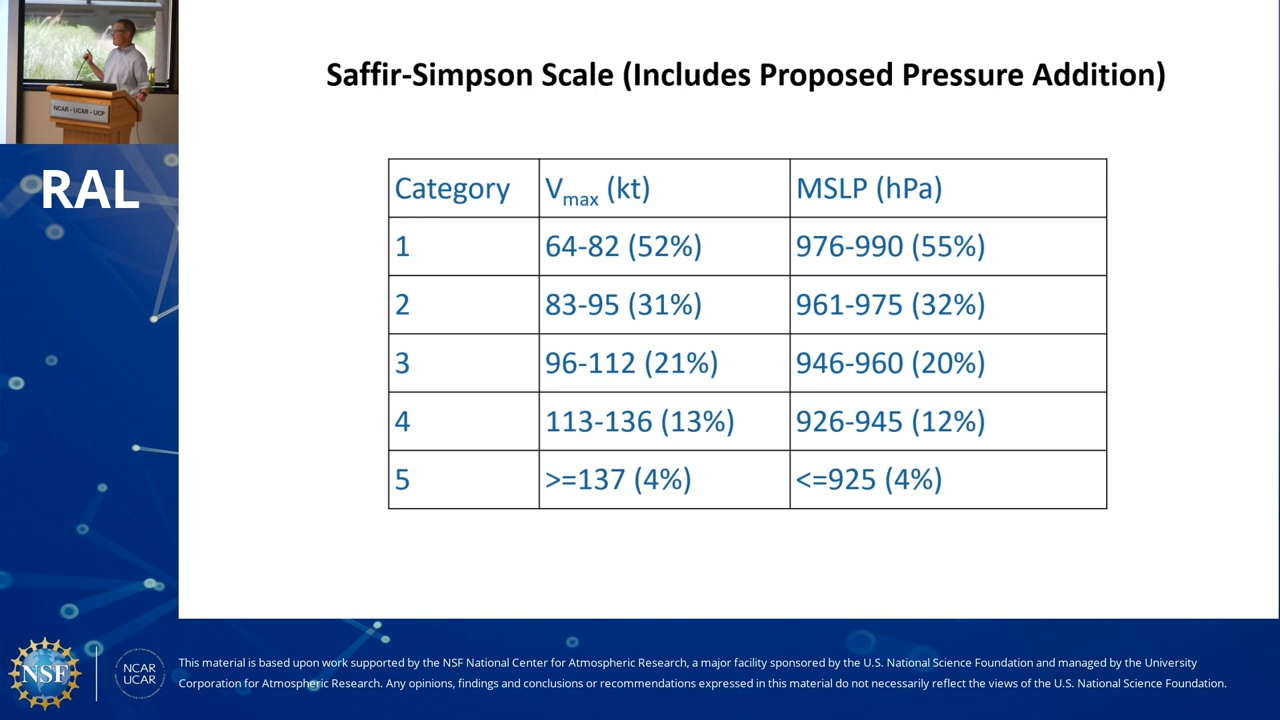 Saffir-Simpson Scale (Includes Proposed Pressure Addition)
NCAR - UCAR - UCP
RAL
Category Vmax (kt) MSLP (hPa)
1 64-82 (52%) 976-990 (55%)
2 83-95 (31%) 961-975 (32%)
3 96-112 (21%) 946-960 (20%)
4 113-136 (13%) 926-945 (12%)
5 >=137 (4%) <=925 (4%)
NSF
NCAR
UCAR
This material is based upon work supported by the NSF National Center for Atmospheric Research, a major facility sponsored by the U.S. National Science Foundation and managed by the University
Corporation for Atmospheric Research. Any opinions, findings and conclusions or recommendations expressed in this material do not necessarily reflect the views of the U.S. National Science Foundation.